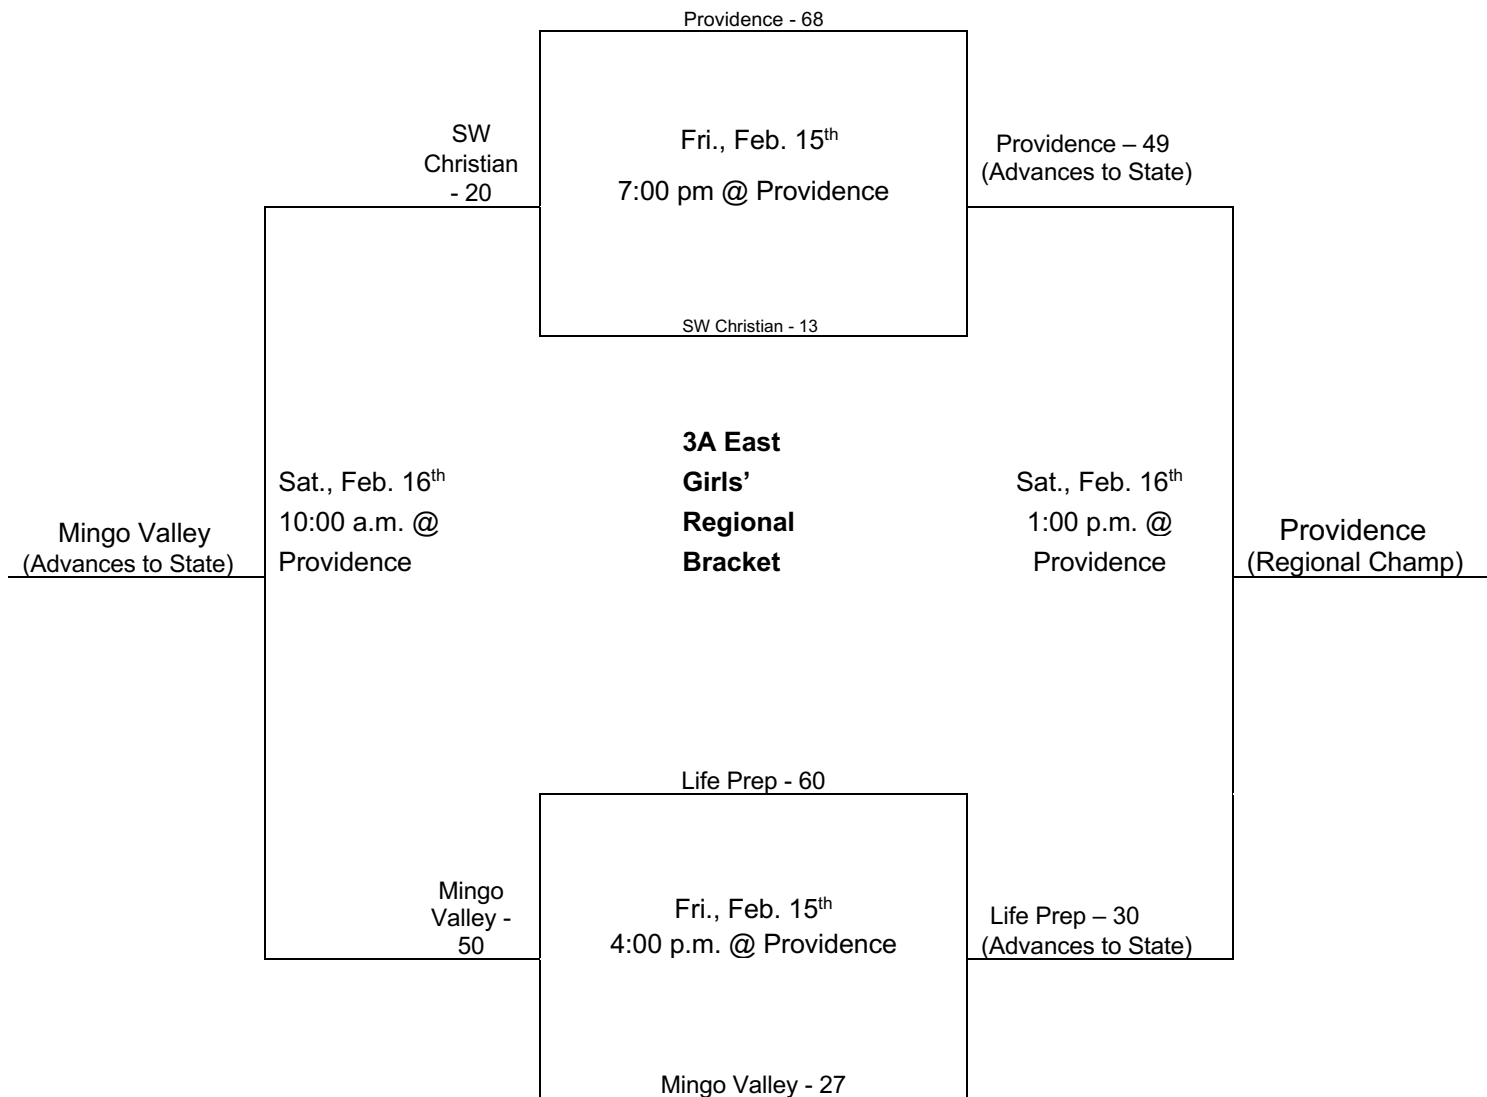 Providence - 68
SW
Christian
- 20
Fri., Feb. 15th
7:00 pm @ Providence
Providence – 49
(Advances to State)
SW Christian - 13
3A East
Girls’
Regional
Bracket
Sat., Feb. 16th
10:00 a.m. @
Providence
Sat., Feb. 16th
1:00 p.m. @
Providence
Mingo Valley
(Advances to State)
Providence
(Regional Champ)
Life Prep - 60
Mingo
Valley -
50
Fri., Feb. 15th
4:00 p.m. @ Providence
Life Prep – 30
(Advances to State)
Mingo Valley - 27